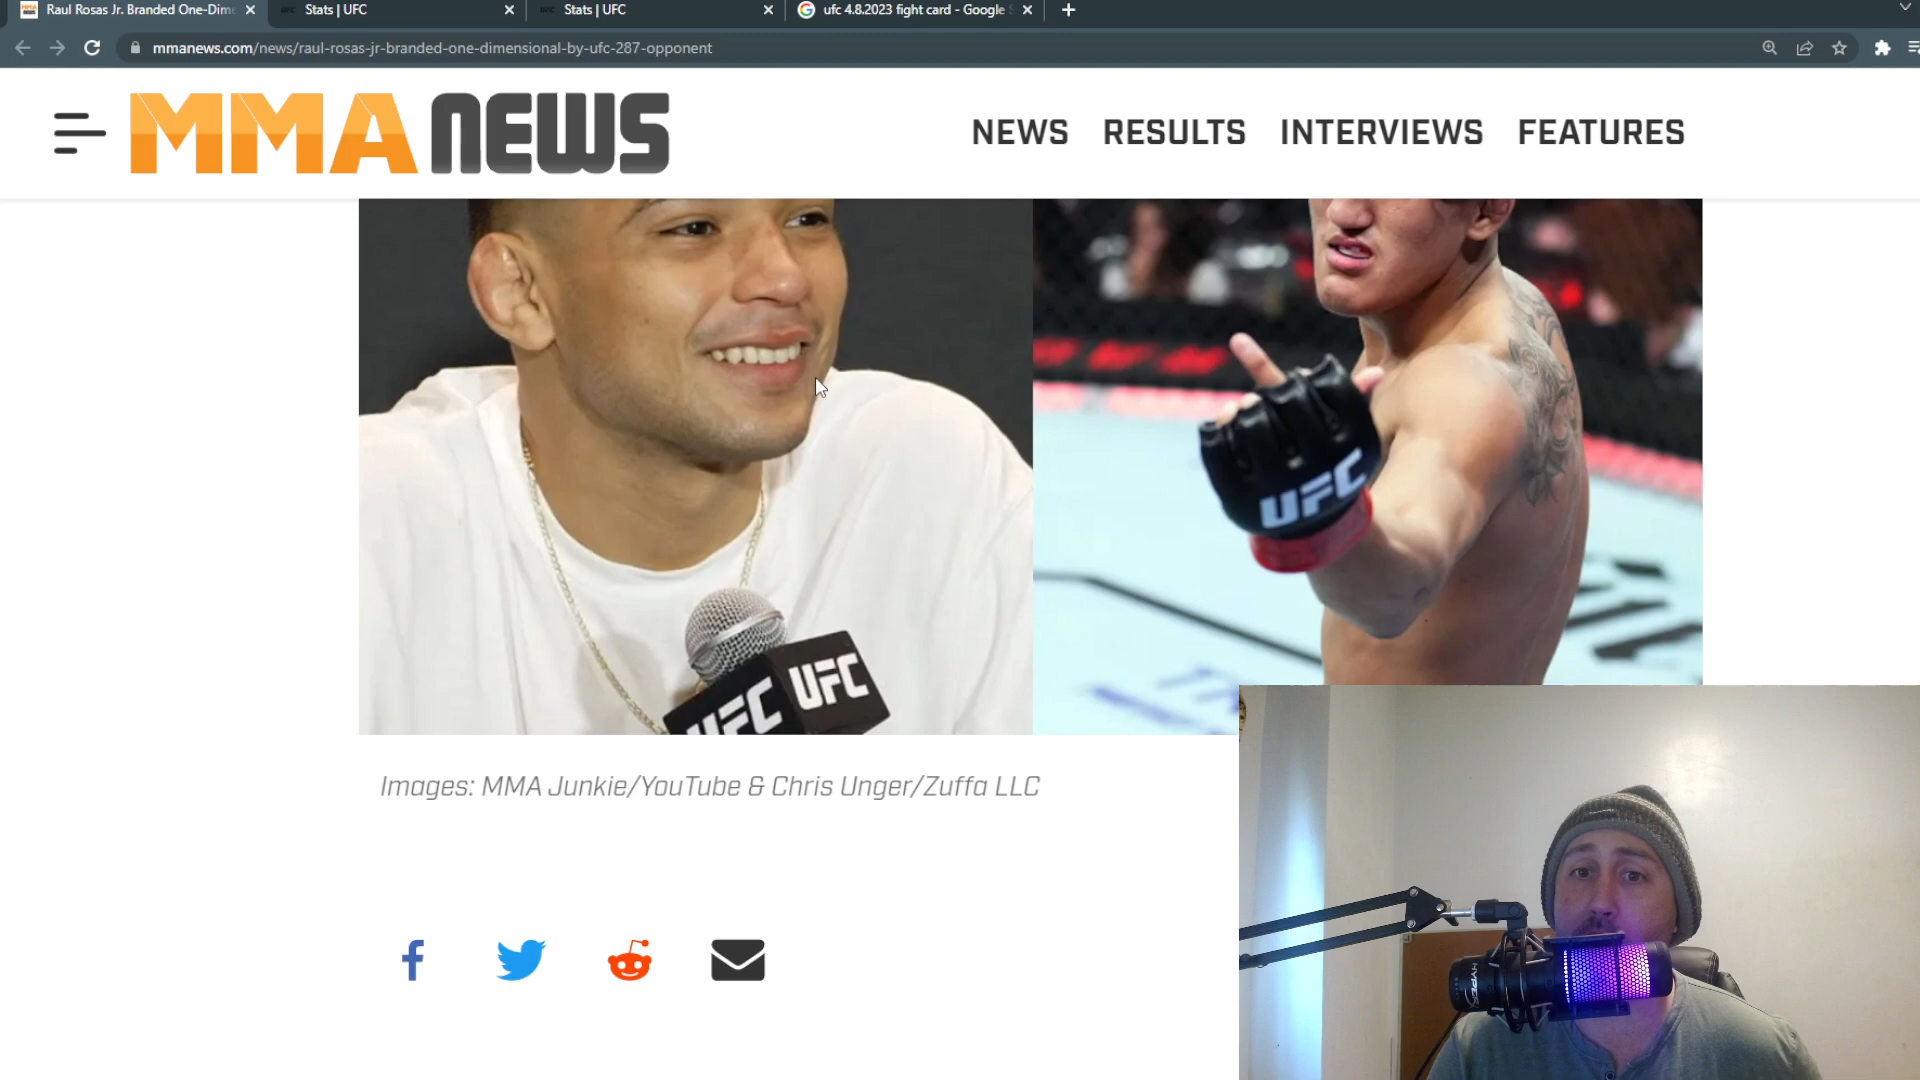 Raul Rosas Jr. Branded One-Dim
Stats | UFC
Stats | UFC
ufc 4.8.2023 fight card - Google S
mmanews.com/news/raul-rosas-jr-branded-one-dimensional-by-ufc-287-opponent
MMA NEWS
NEWS RESULTS INTERVIEWS FEATURES
UFC
UFC UFC
Images: MMA Junkie/YouTube & Chris Unger/Zuffa LLC
HYPERX